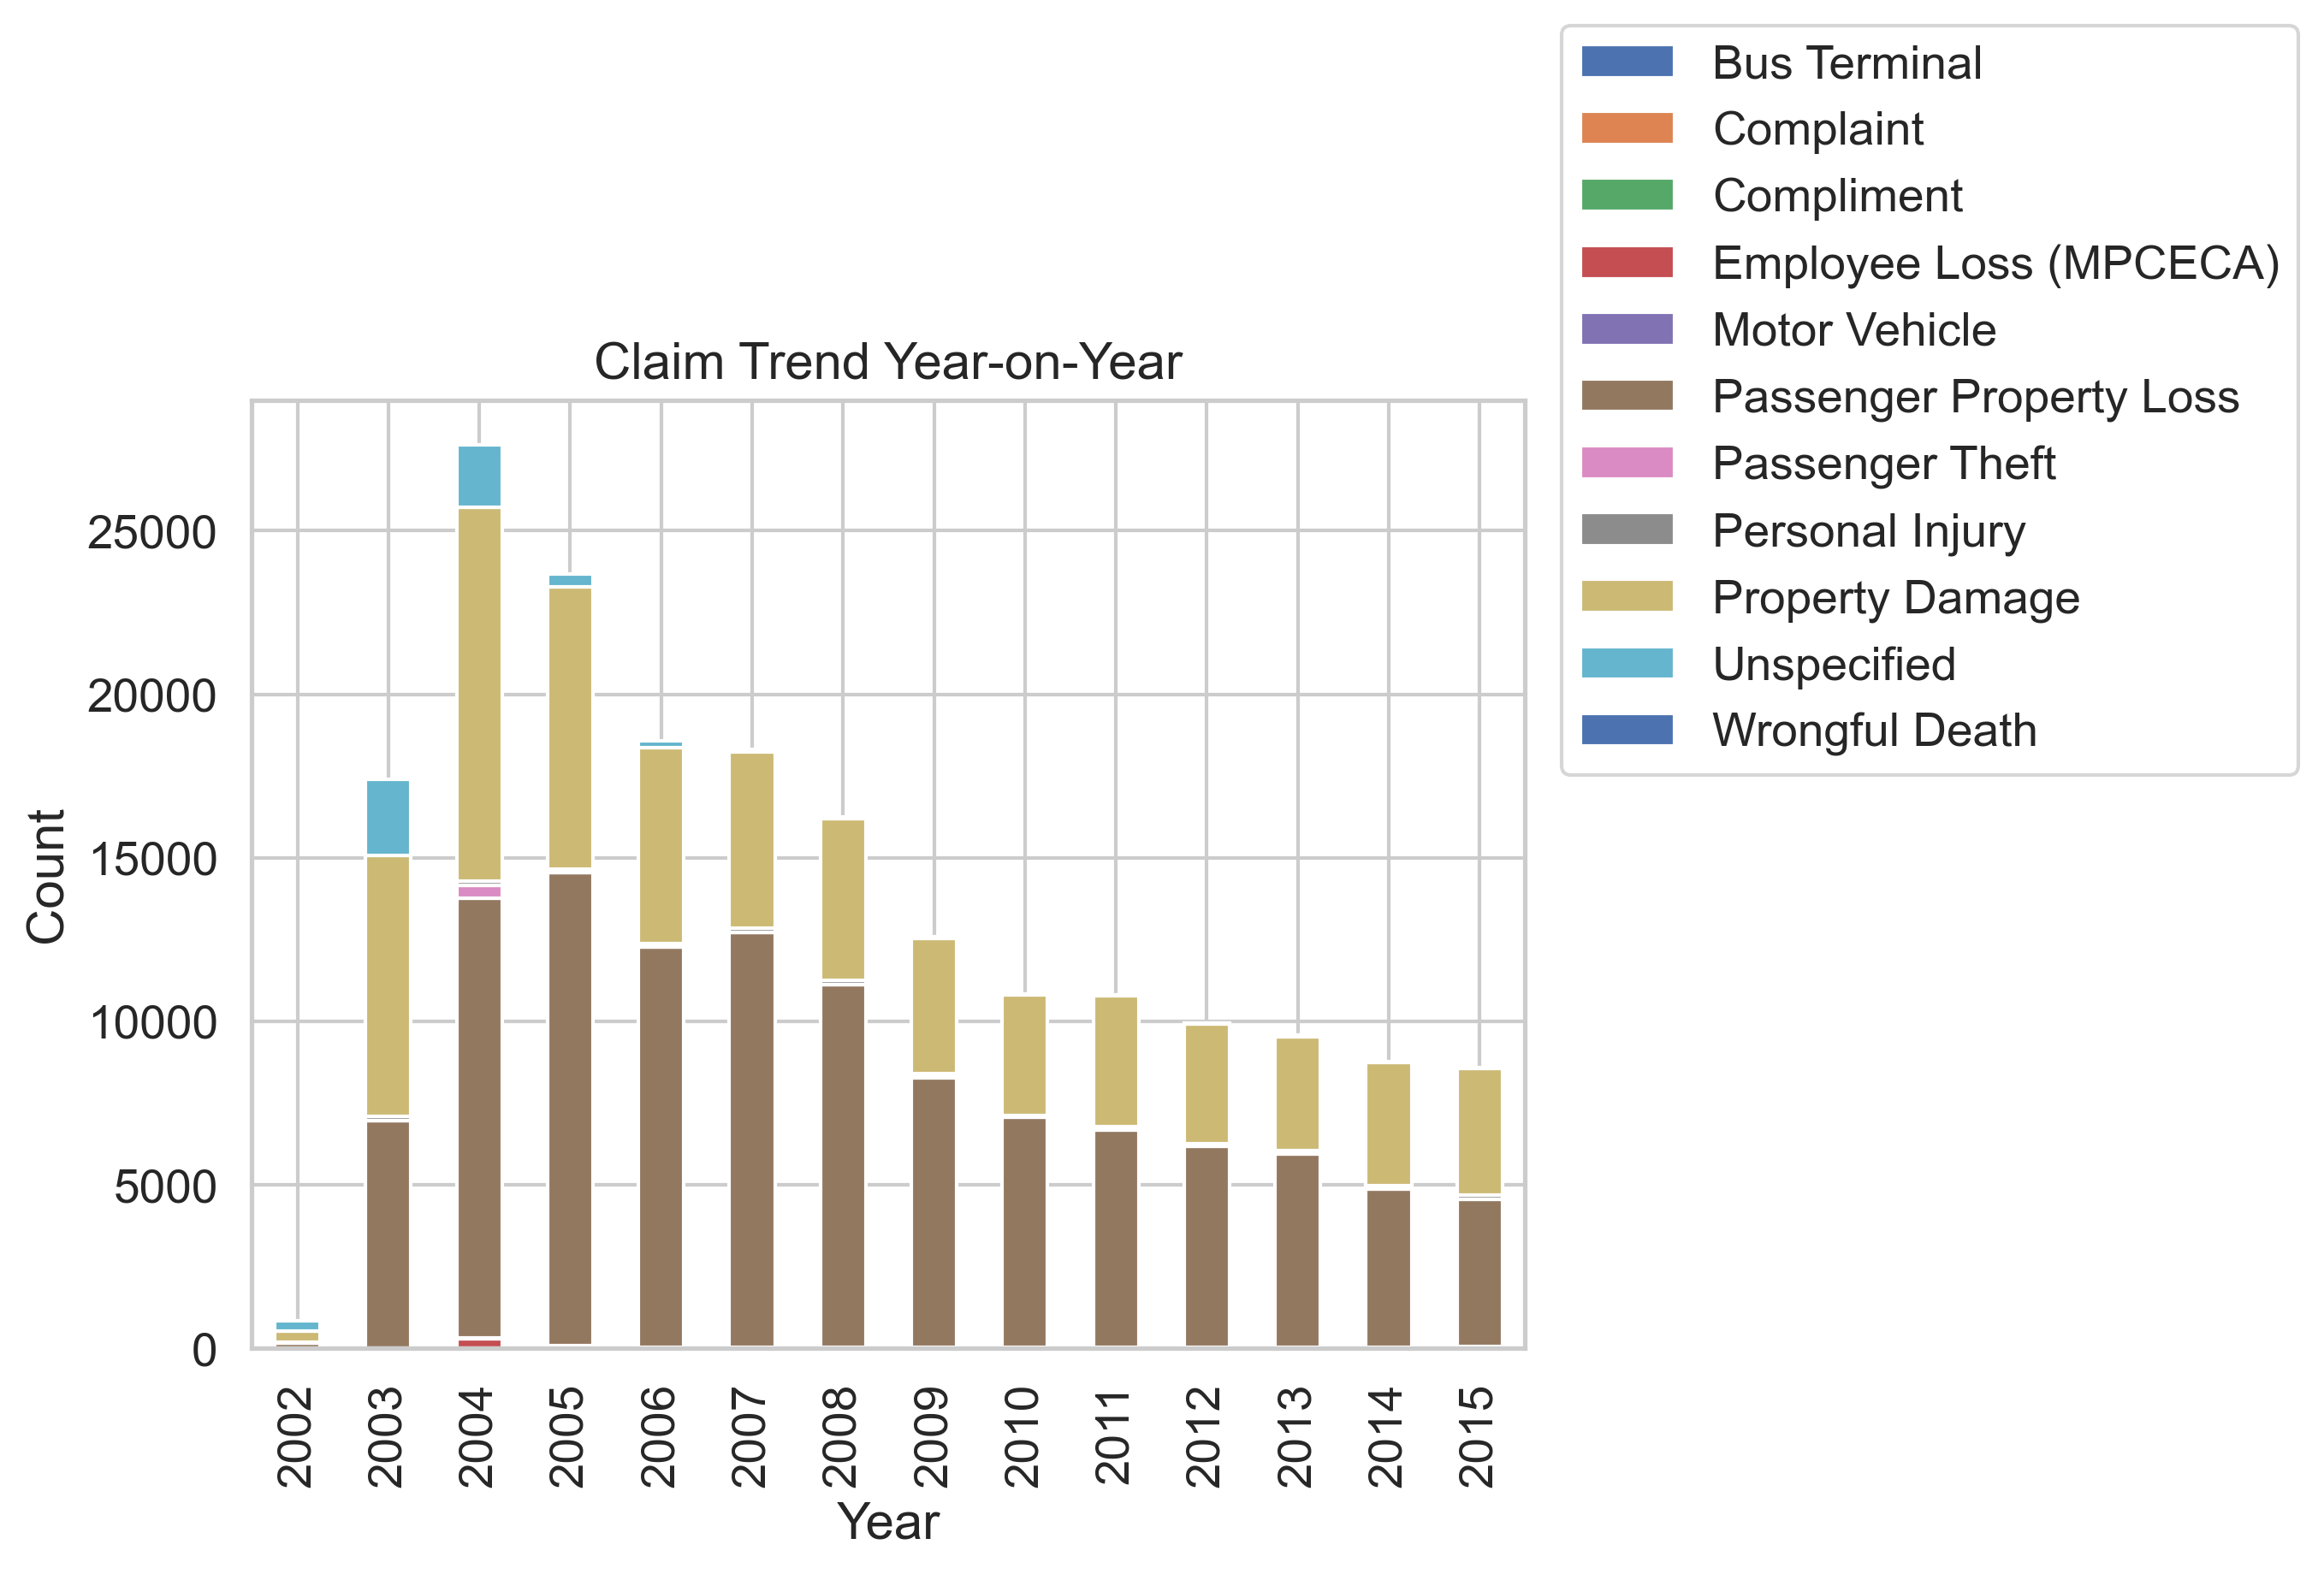 Bus Terminal
Complaint
Compliment
Employee Loss (MPCECA)
Motor Vehicle
Passenger Property Loss
Passenger Theft
Personal Injury
Property Damage
Unspecified
Wrongful Death
Claim Trend Year-on-Year
Count
25000
20000
15000
10000
5000
0
2002
2003
2004
2005
2006
2007
2008
2009
2010
2011
2012
2013
2014
2015
Year